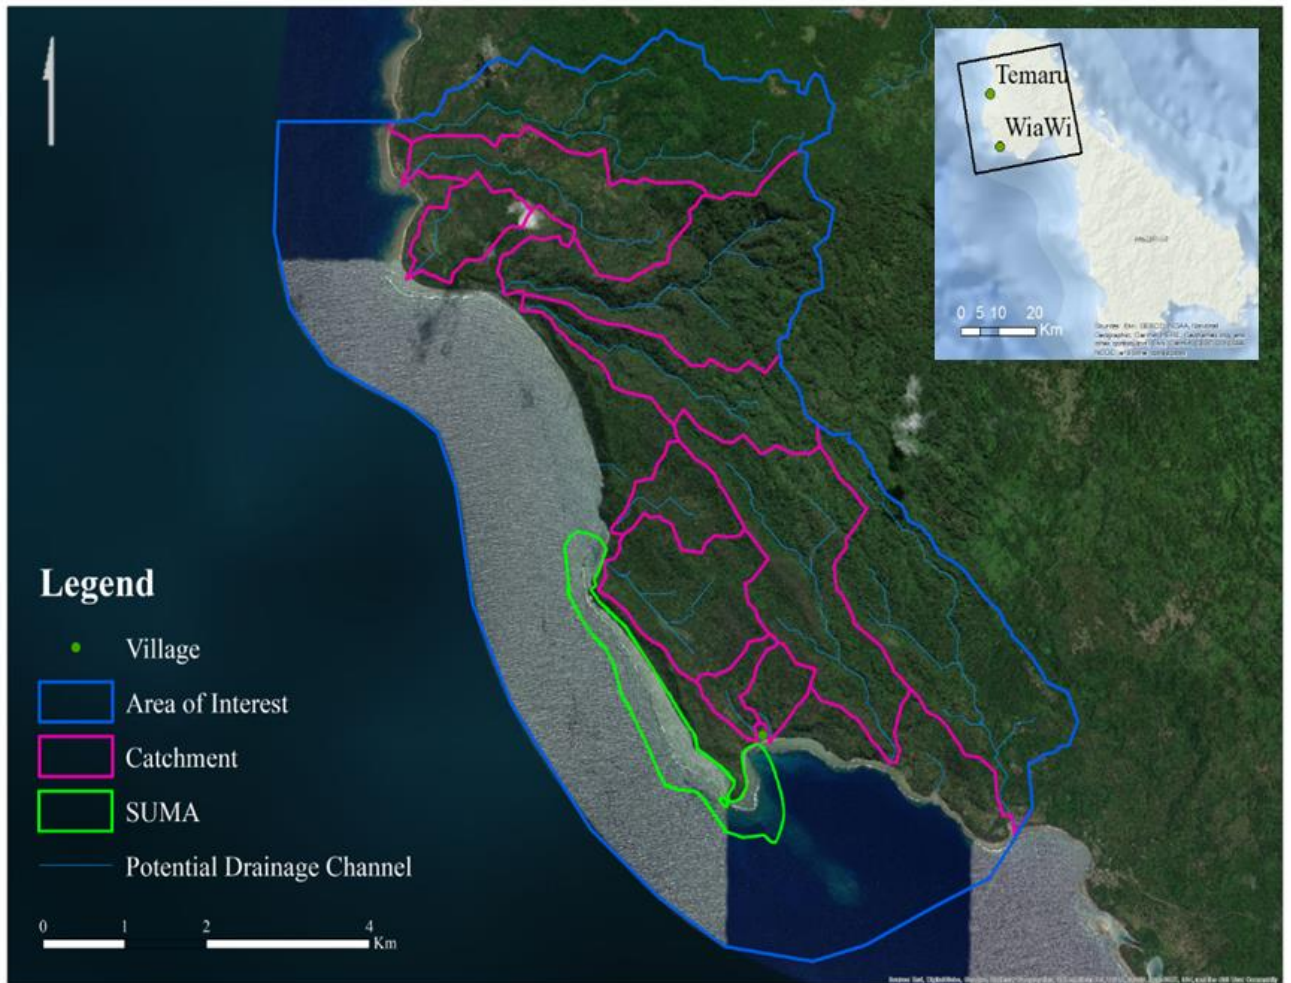 Temaru
WiaWi
0 5 10 20
Km
Legend
Village
Area of Interest
Catchment
SUMA
Potential Drainage Channel
0 1 2 4
Km